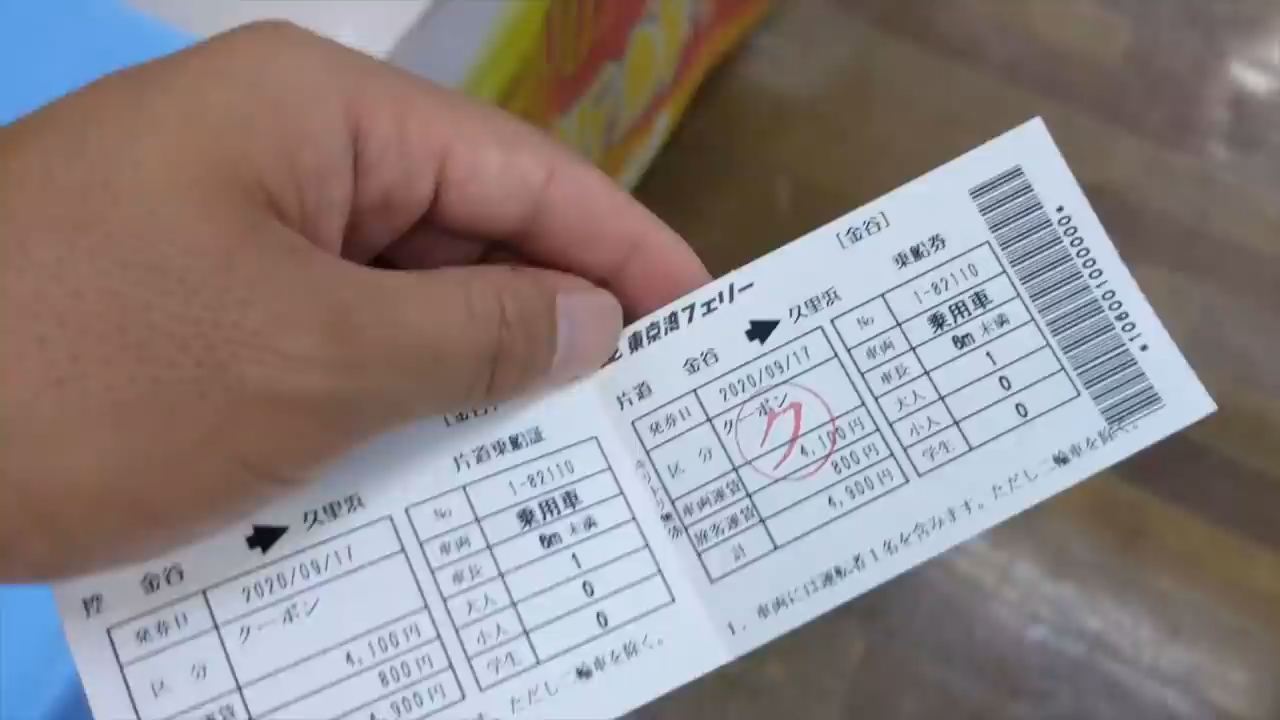 [金谷]
片道乗船証
控 金谷 ➡ 久里浜
発券日 2020/09/17
区 分 クーポン
4,100円
800円
4,900円
No 1-82110
車両 乗用車
車長 6m 未満
大人 1
小人 0
学生 0
ただし二輪車を除く。
東京湾フェリー
[金谷]
乗船券
片道 金谷 ➡ 久里浜
発券日 2020/09/17
区 分 クーポン
ク
車両運賃 4,100円
旅客運賃 800円
計 4,900円
No 1-82110
車両 乗用車
車長 6m 未満
大人 1
小人 0
学生 0
1. 車両には運転者1名を含みます。ただし二輪車を除く。
*1080010000000*